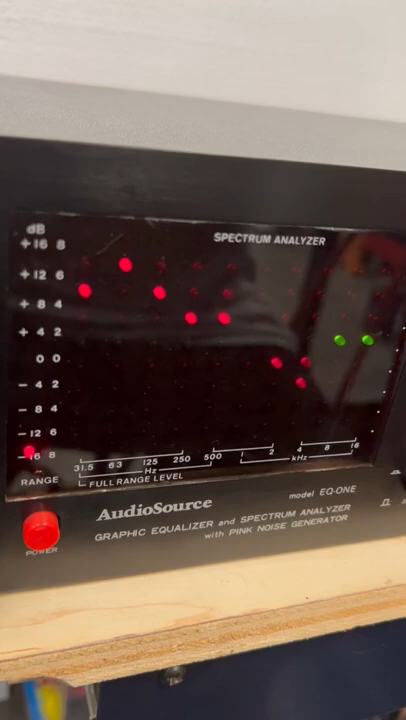 dB
SPECTRUM ANALYZER
+16 8
+12 6
+ 8 4
+ 4 2
0 0
- 4 2
- 8 4
-12 6
-16 8
RANGE
31.5 63 125 250 500 1 2 4 8 16
Hz kHz
FULL RANGE LEVEL
AudioSource model EQ-ONE
GRAPHIC EQUALIZER and SPECTRUM ANALYZER
with PINK NOISE GENERATOR
POWER